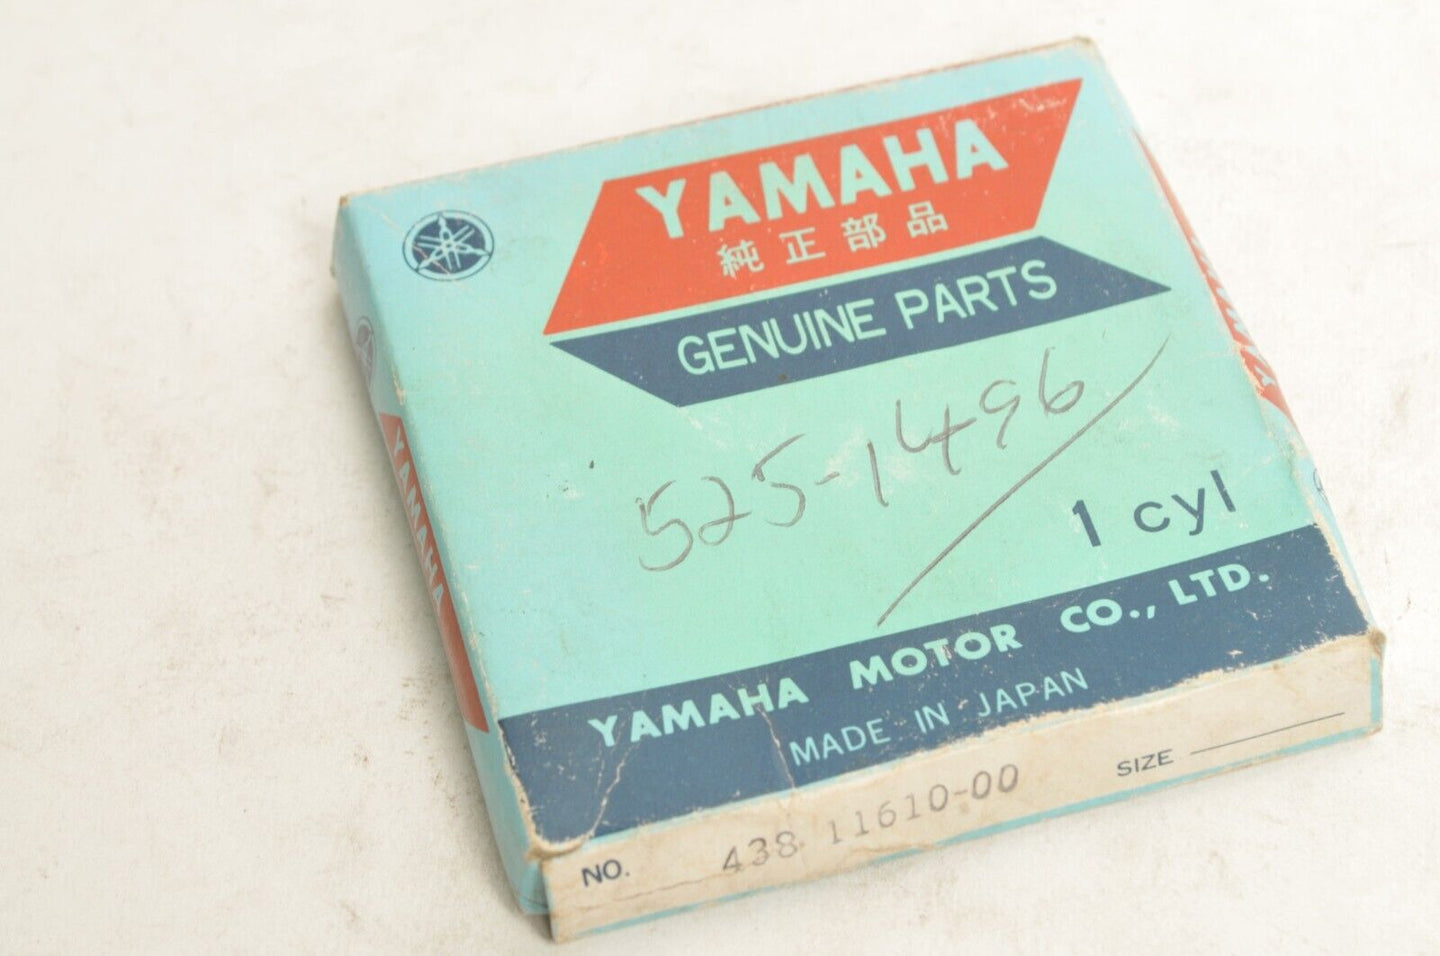 YAMAHA
純正部品
GENUINE PARTS
525-1496
1 cyl
YAMAHA MOTOR CO., LTD.
MADE IN JAPAN
NO. 438 11610-00 SIZE
YAMAHA